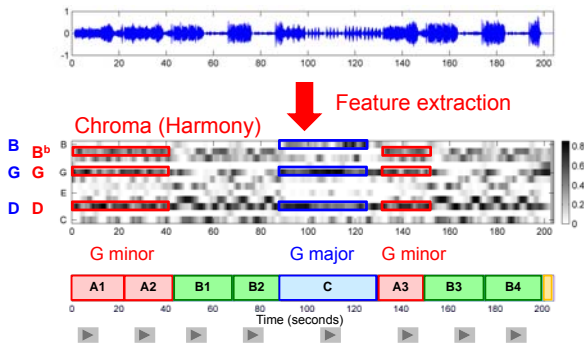 1
0
-1
0 20 40 60 80 100 120 140 160 180 200
Feature extraction
Chroma (Harmony)
B
Bb
G G
D D
B
G
E
D
C
0.8
0.6
0.4
0.2
0
0 20 40 60 80 100 120 140 160 180 200
G minor G major G minor
A1 A2 B1 B2 C A3 B3 B4
0 20 40 60 80 100 120 140 160 180 200
Time (seconds)